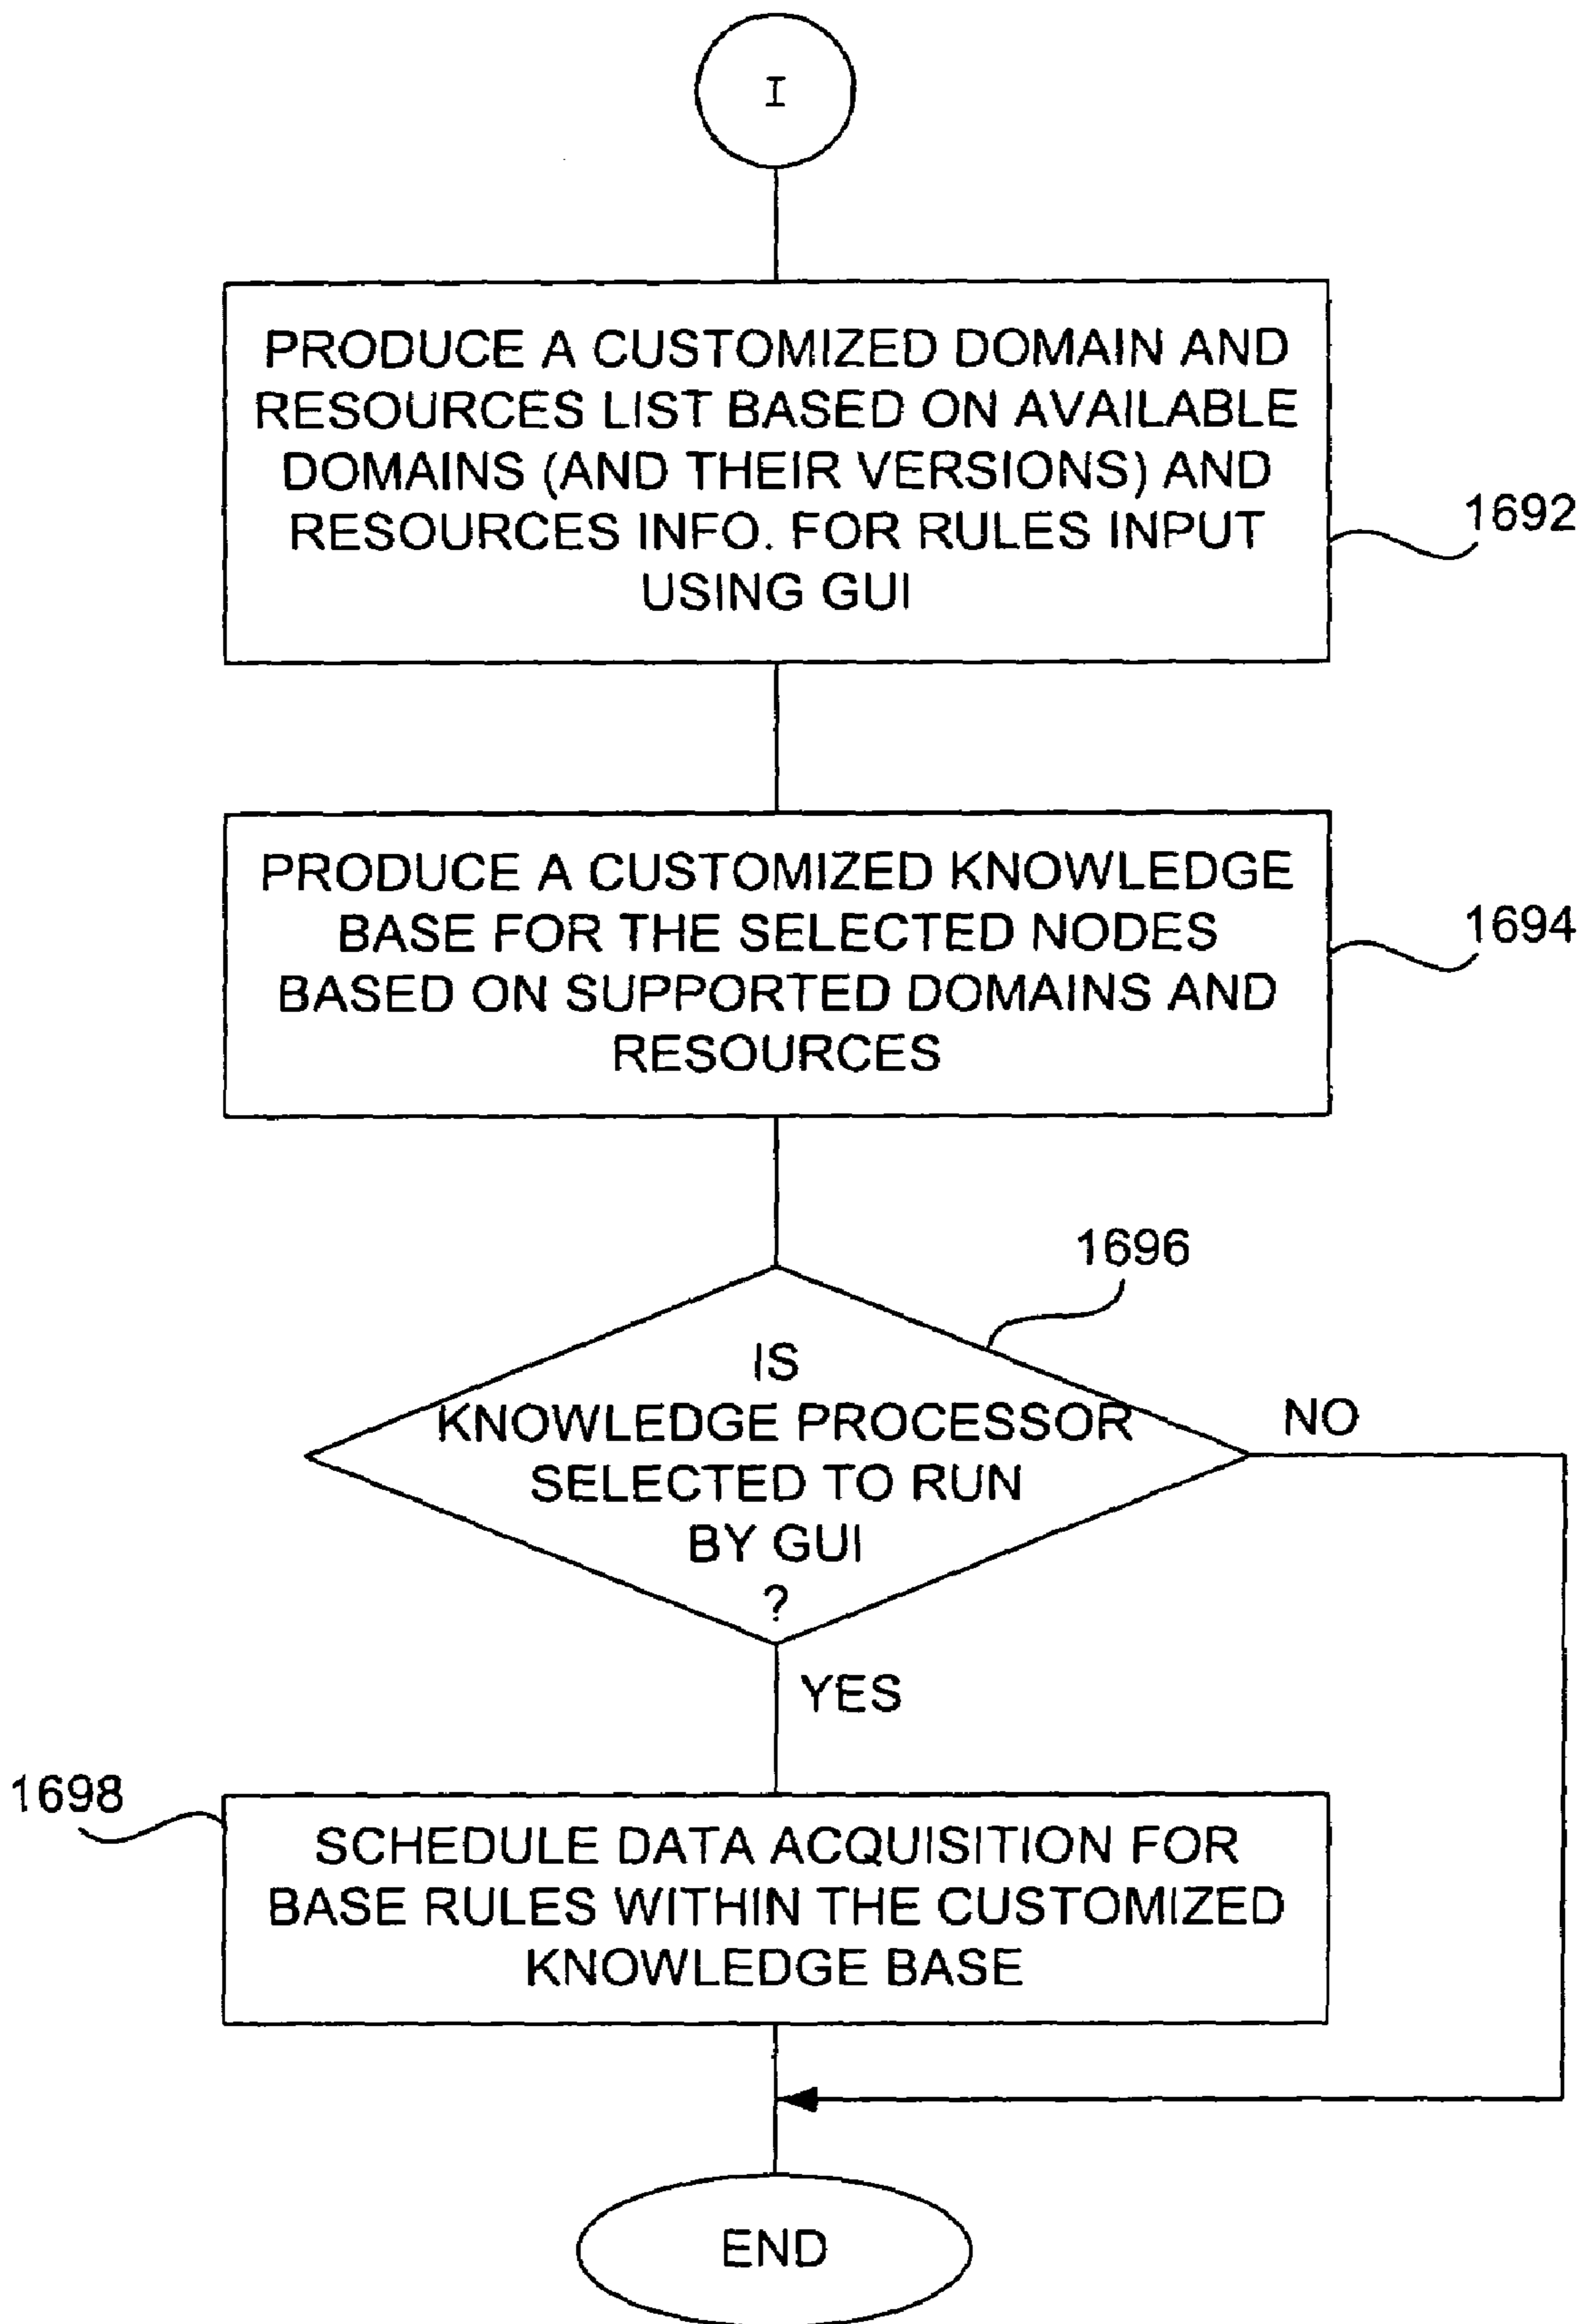 I
PRODUCE A CUSTOMIZED DOMAIN AND
RESOURCES LIST BASED ON AVAILABLE
DOMAINS (AND THEIR VERSIONS) AND
RESOURCES INFO. FOR RULES INPUT
USING GUI
1692
PRODUCE A CUSTOMIZED KNOWLEDGE
BASE FOR THE SELECTED NODES
BASED ON SUPPORTED DOMAINS AND
RESOURCES
1694
1696
IS
KNOWLEDGE PROCESSOR
SELECTED TO RUN
BY GUI
?
NO
YES
1698
SCHEDULE DATA ACQUISITION FOR
BASE RULES WITHIN THE CUSTOMIZED
KNOWLEDGE BASE
END